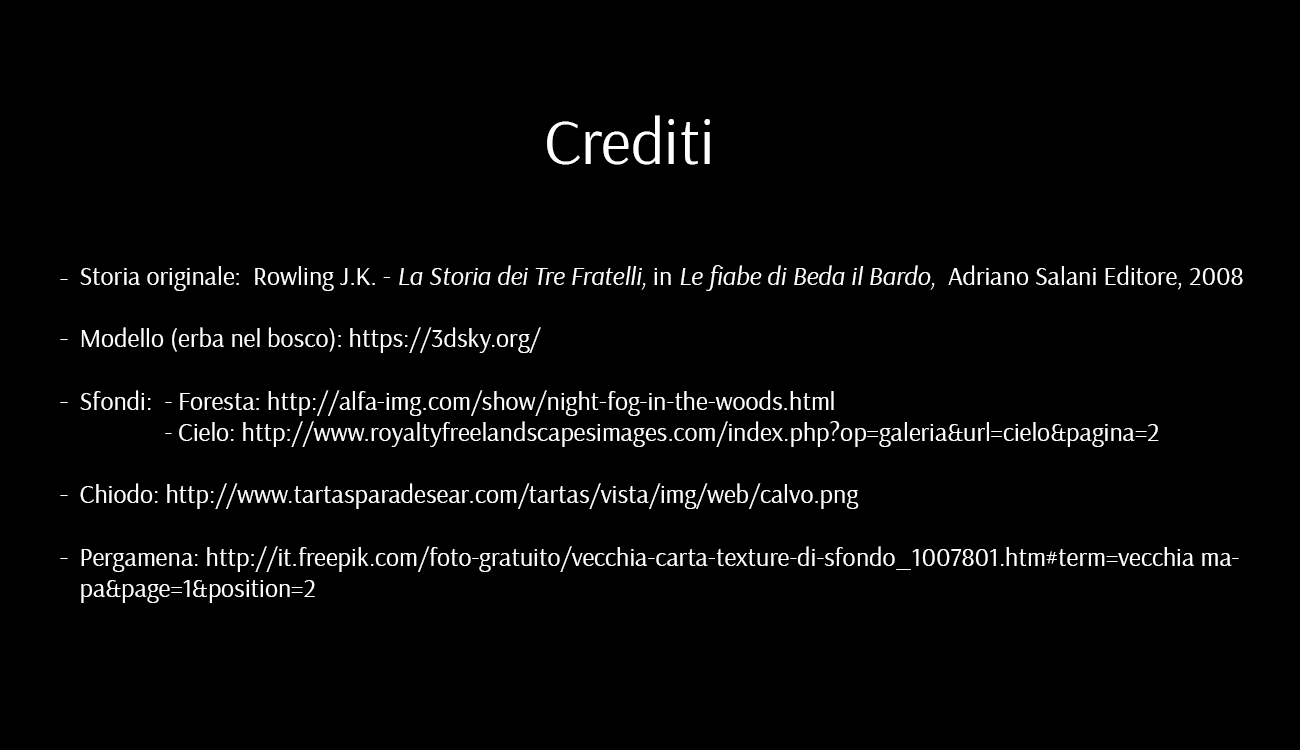 Crediti
- Storia originale: Rowling J.K. - La Storia dei Tre Fratelli, in Le fiabe di Beda il Bardo, Adriano Salani Editore, 2008
- Modello (erba nel bosco): https://3dsky.org/
- Sfondi: - Foresta: http://alfa-img.com/show/night-fog-in-the-woods.html
- Cielo: http://www.royaltyfreelandscapesimages.com/index.php?op=galeria&url=cielo&pagina=2
- Chiodo: http://www.tartasparadesear.com/tartas/vista/img/web/calvo.png
- Pergamena: http://it.freepik.com/foto-gratuito/vecchia-carta-texture-di-sfondo_1007801.htm#term=vecchia ma-
pa&page=1&position=2